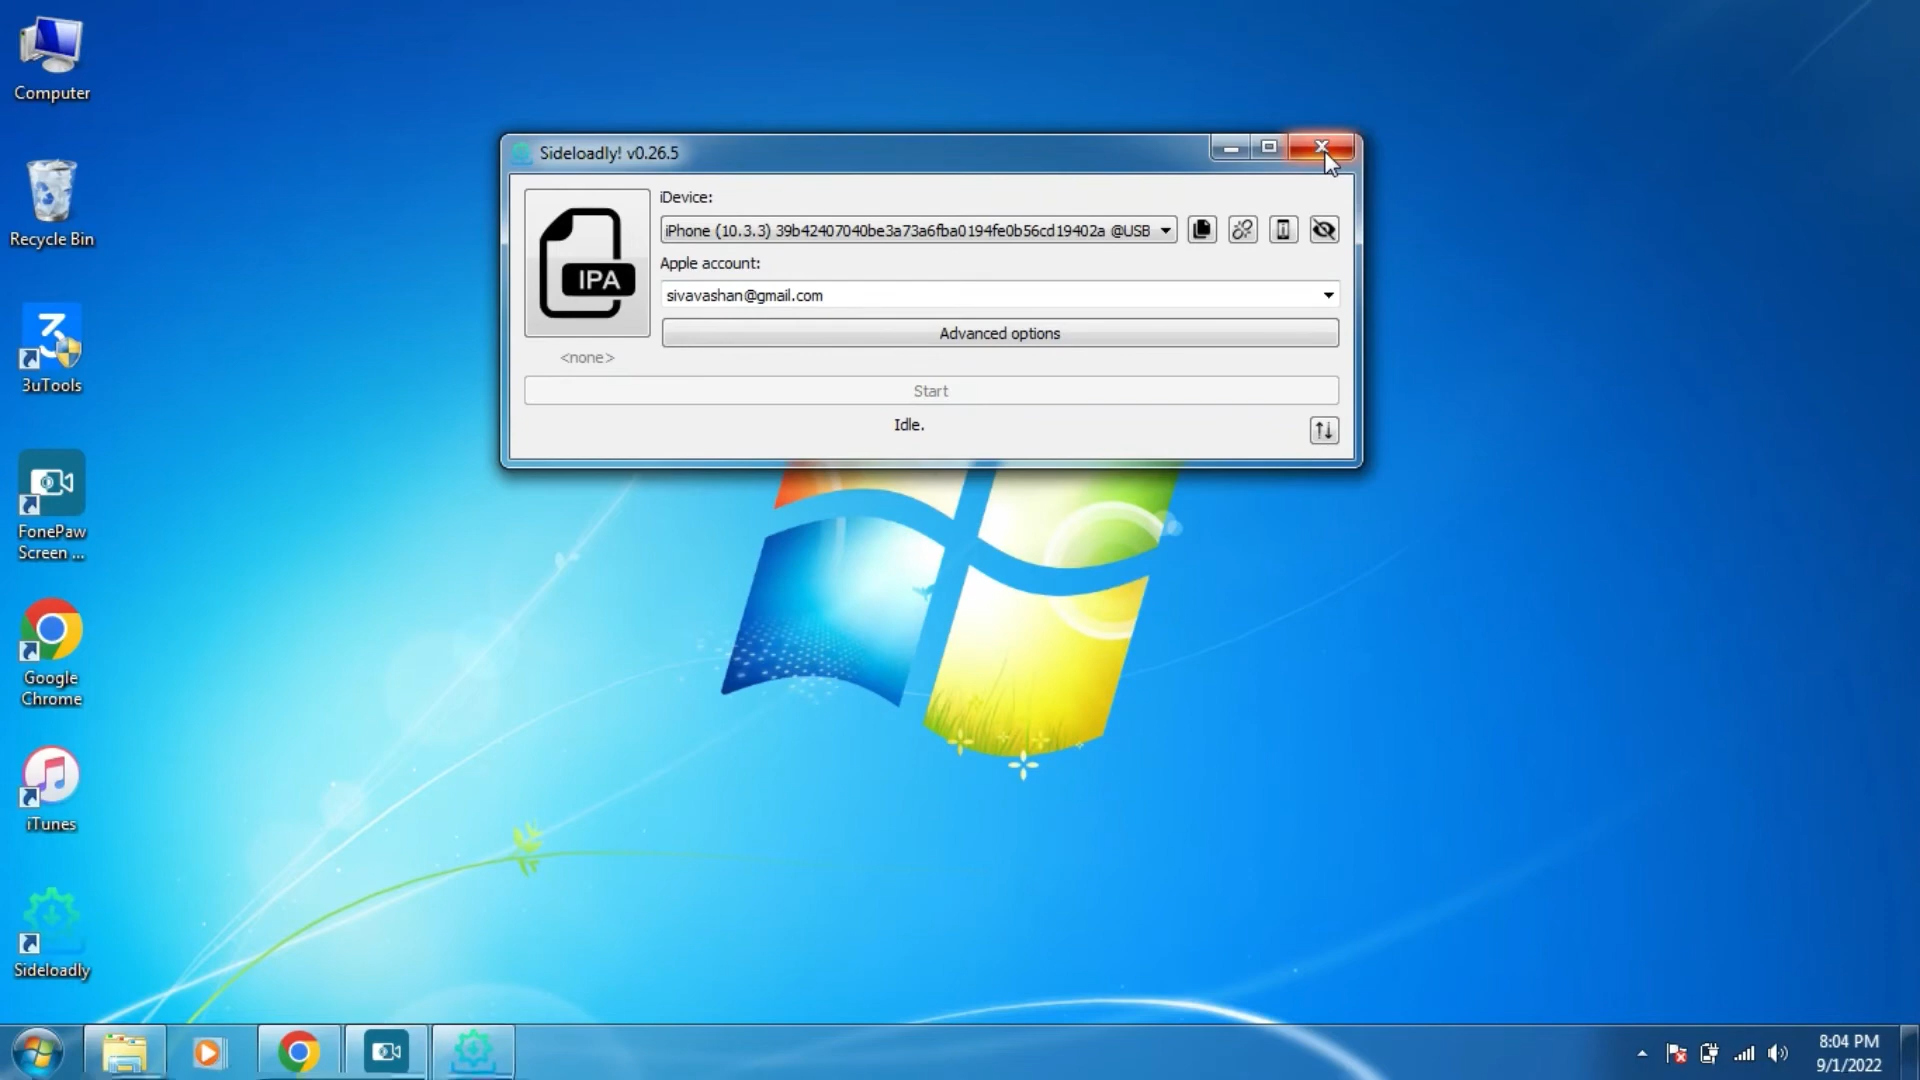 Computer
Recycle Bin
3uTools
FonePaw
Screen ...
Google
Chrome
iTunes
Sideloadly
Sideloadly! v0.26.5
iDevice:
iPhone (10.3.3) 39b42407040be3a73a6fba0194fe0b56cd19402a @USB
Apple account:
sivavashan@gmail.com
Advanced options
IPA
<none>
Start
Idle.
8:04 PM
9/1/2022